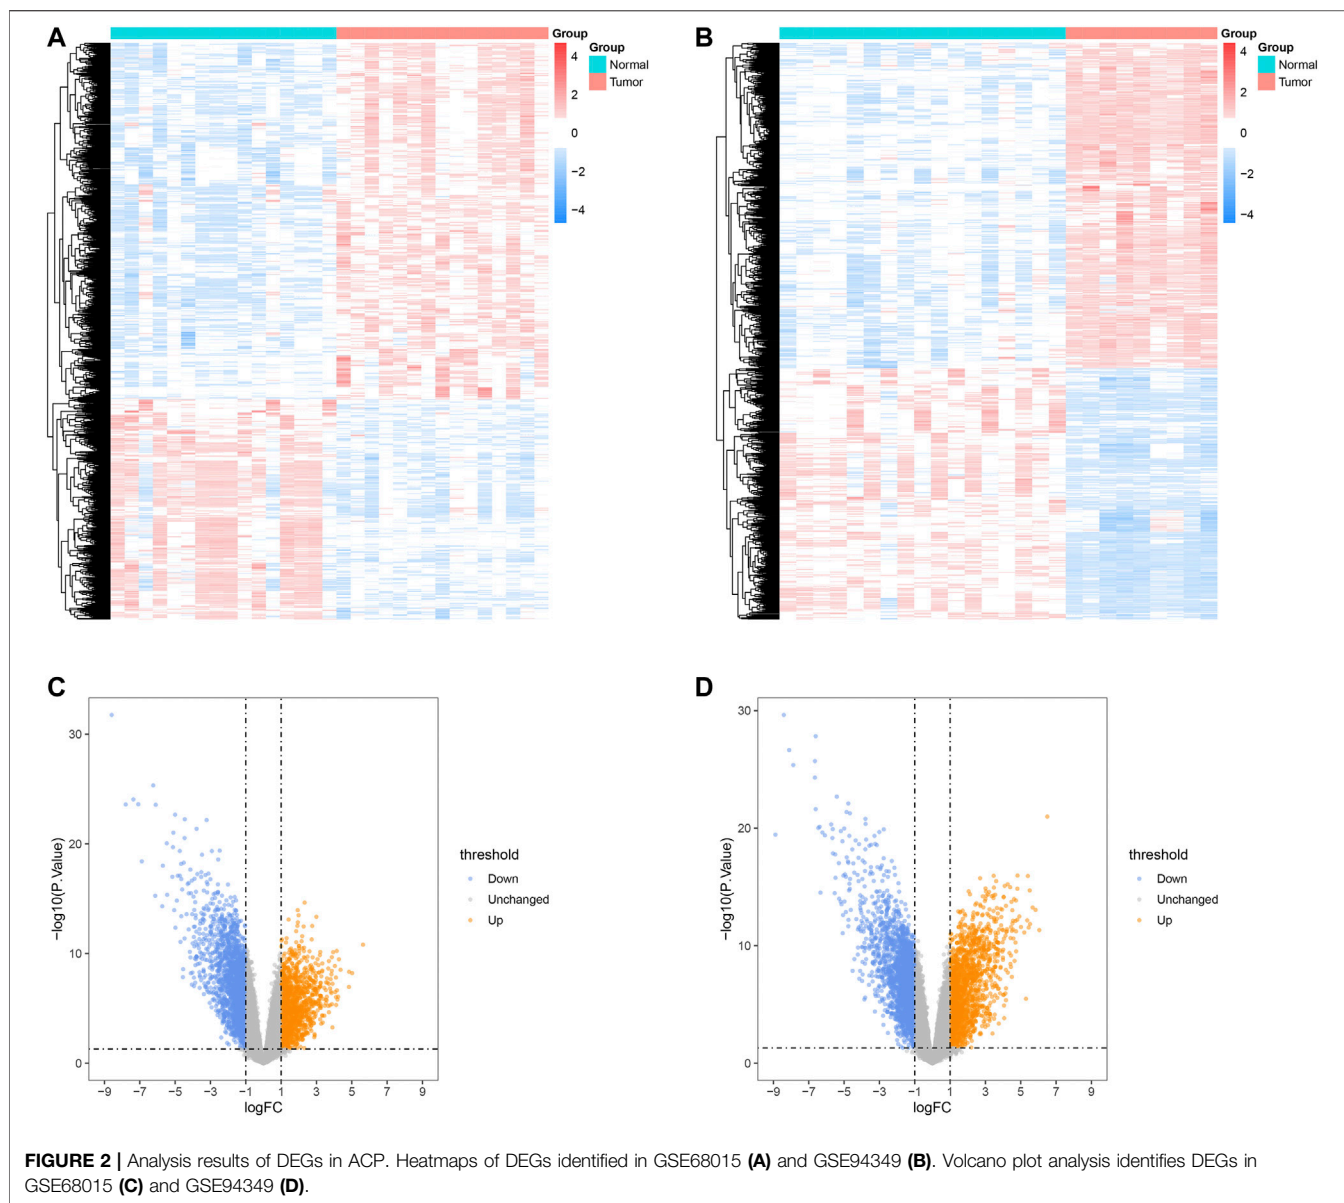 A
Group
4
2
0
−2
−4
Group
Normal
Tumor
B
Group
4
2
0
−2
−4
Group
Normal
Tumor
C
30
20
10
0
−log10(P.Value)
−9 −7 −5 −3 −1 1 3 5 7 9
logFC
threshold
Down
Unchanged
Up
D
30
20
10
0
−log10(P.Value)
−9 −7 −5 −3 −1 1 3 5 7 9
logFC
threshold
Down
Unchanged
Up
FIGURE 2 | Analysis results of DEGs in ACP. Heatmaps of DEGs identified in GSE68015 (A) and GSE94349 (B). Volcano plot analysis identifies DEGs in
GSE68015 (C) and GSE94349 (D).